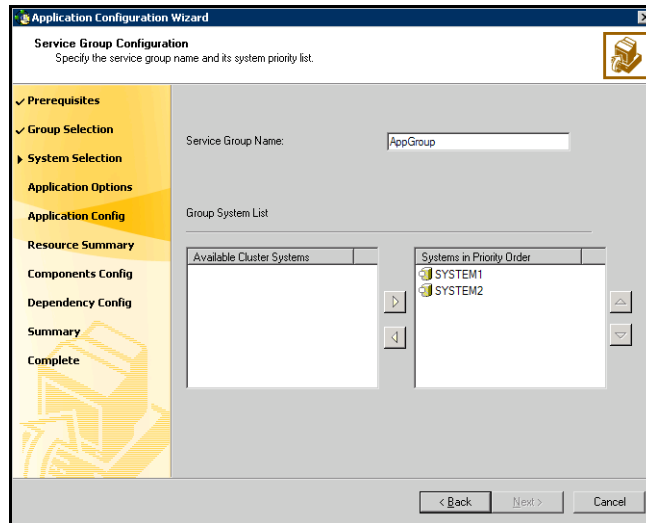 Application Configuration Wizard
Service Group Configuration
Specify the service group name and its system priority list.
Prerequisites
Group Selection
System Selection
Application Options
Application Config
Resource Summary
Components Config
Dependency Config
Summary
Complete
Service Group Name:
AppGroup
Group System List
Available Cluster Systems
Systems in Priority Order
SYSTEM1
SYSTEM2
< Back
Next >
Cancel